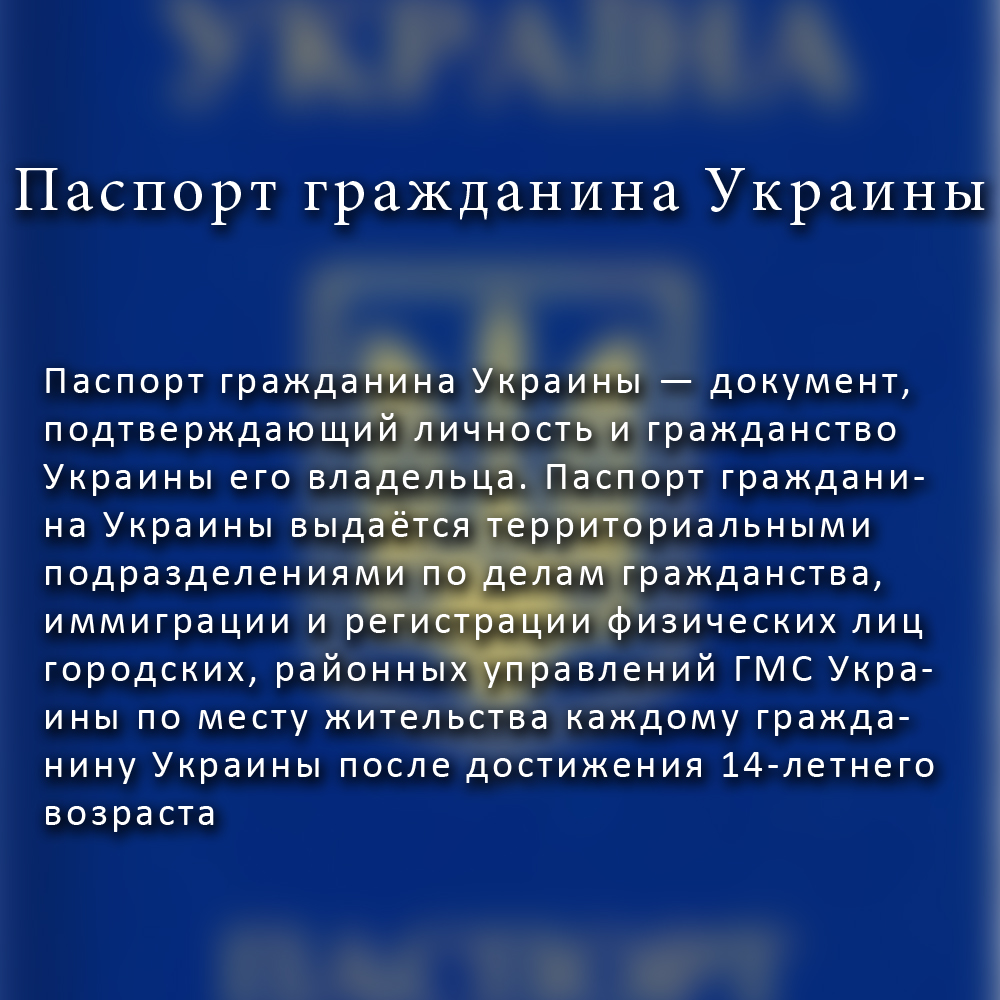 УКРАЇНА
Паспорт гражданина Украины
Паспорт гражданина Украины — документ,
подтверждающий личность и гражданство
Украины его владельца. Паспорт граждани-
на Украины выдаётся территориальными
подразделениями по делам гражданства,
иммиграции и регистрации физических лиц
городских, районных управлений ГМС Укра-
ины по месту жительства каждому гражда-
нину Украины после достижения 14-летнего
возраста
ПАСПОРТ